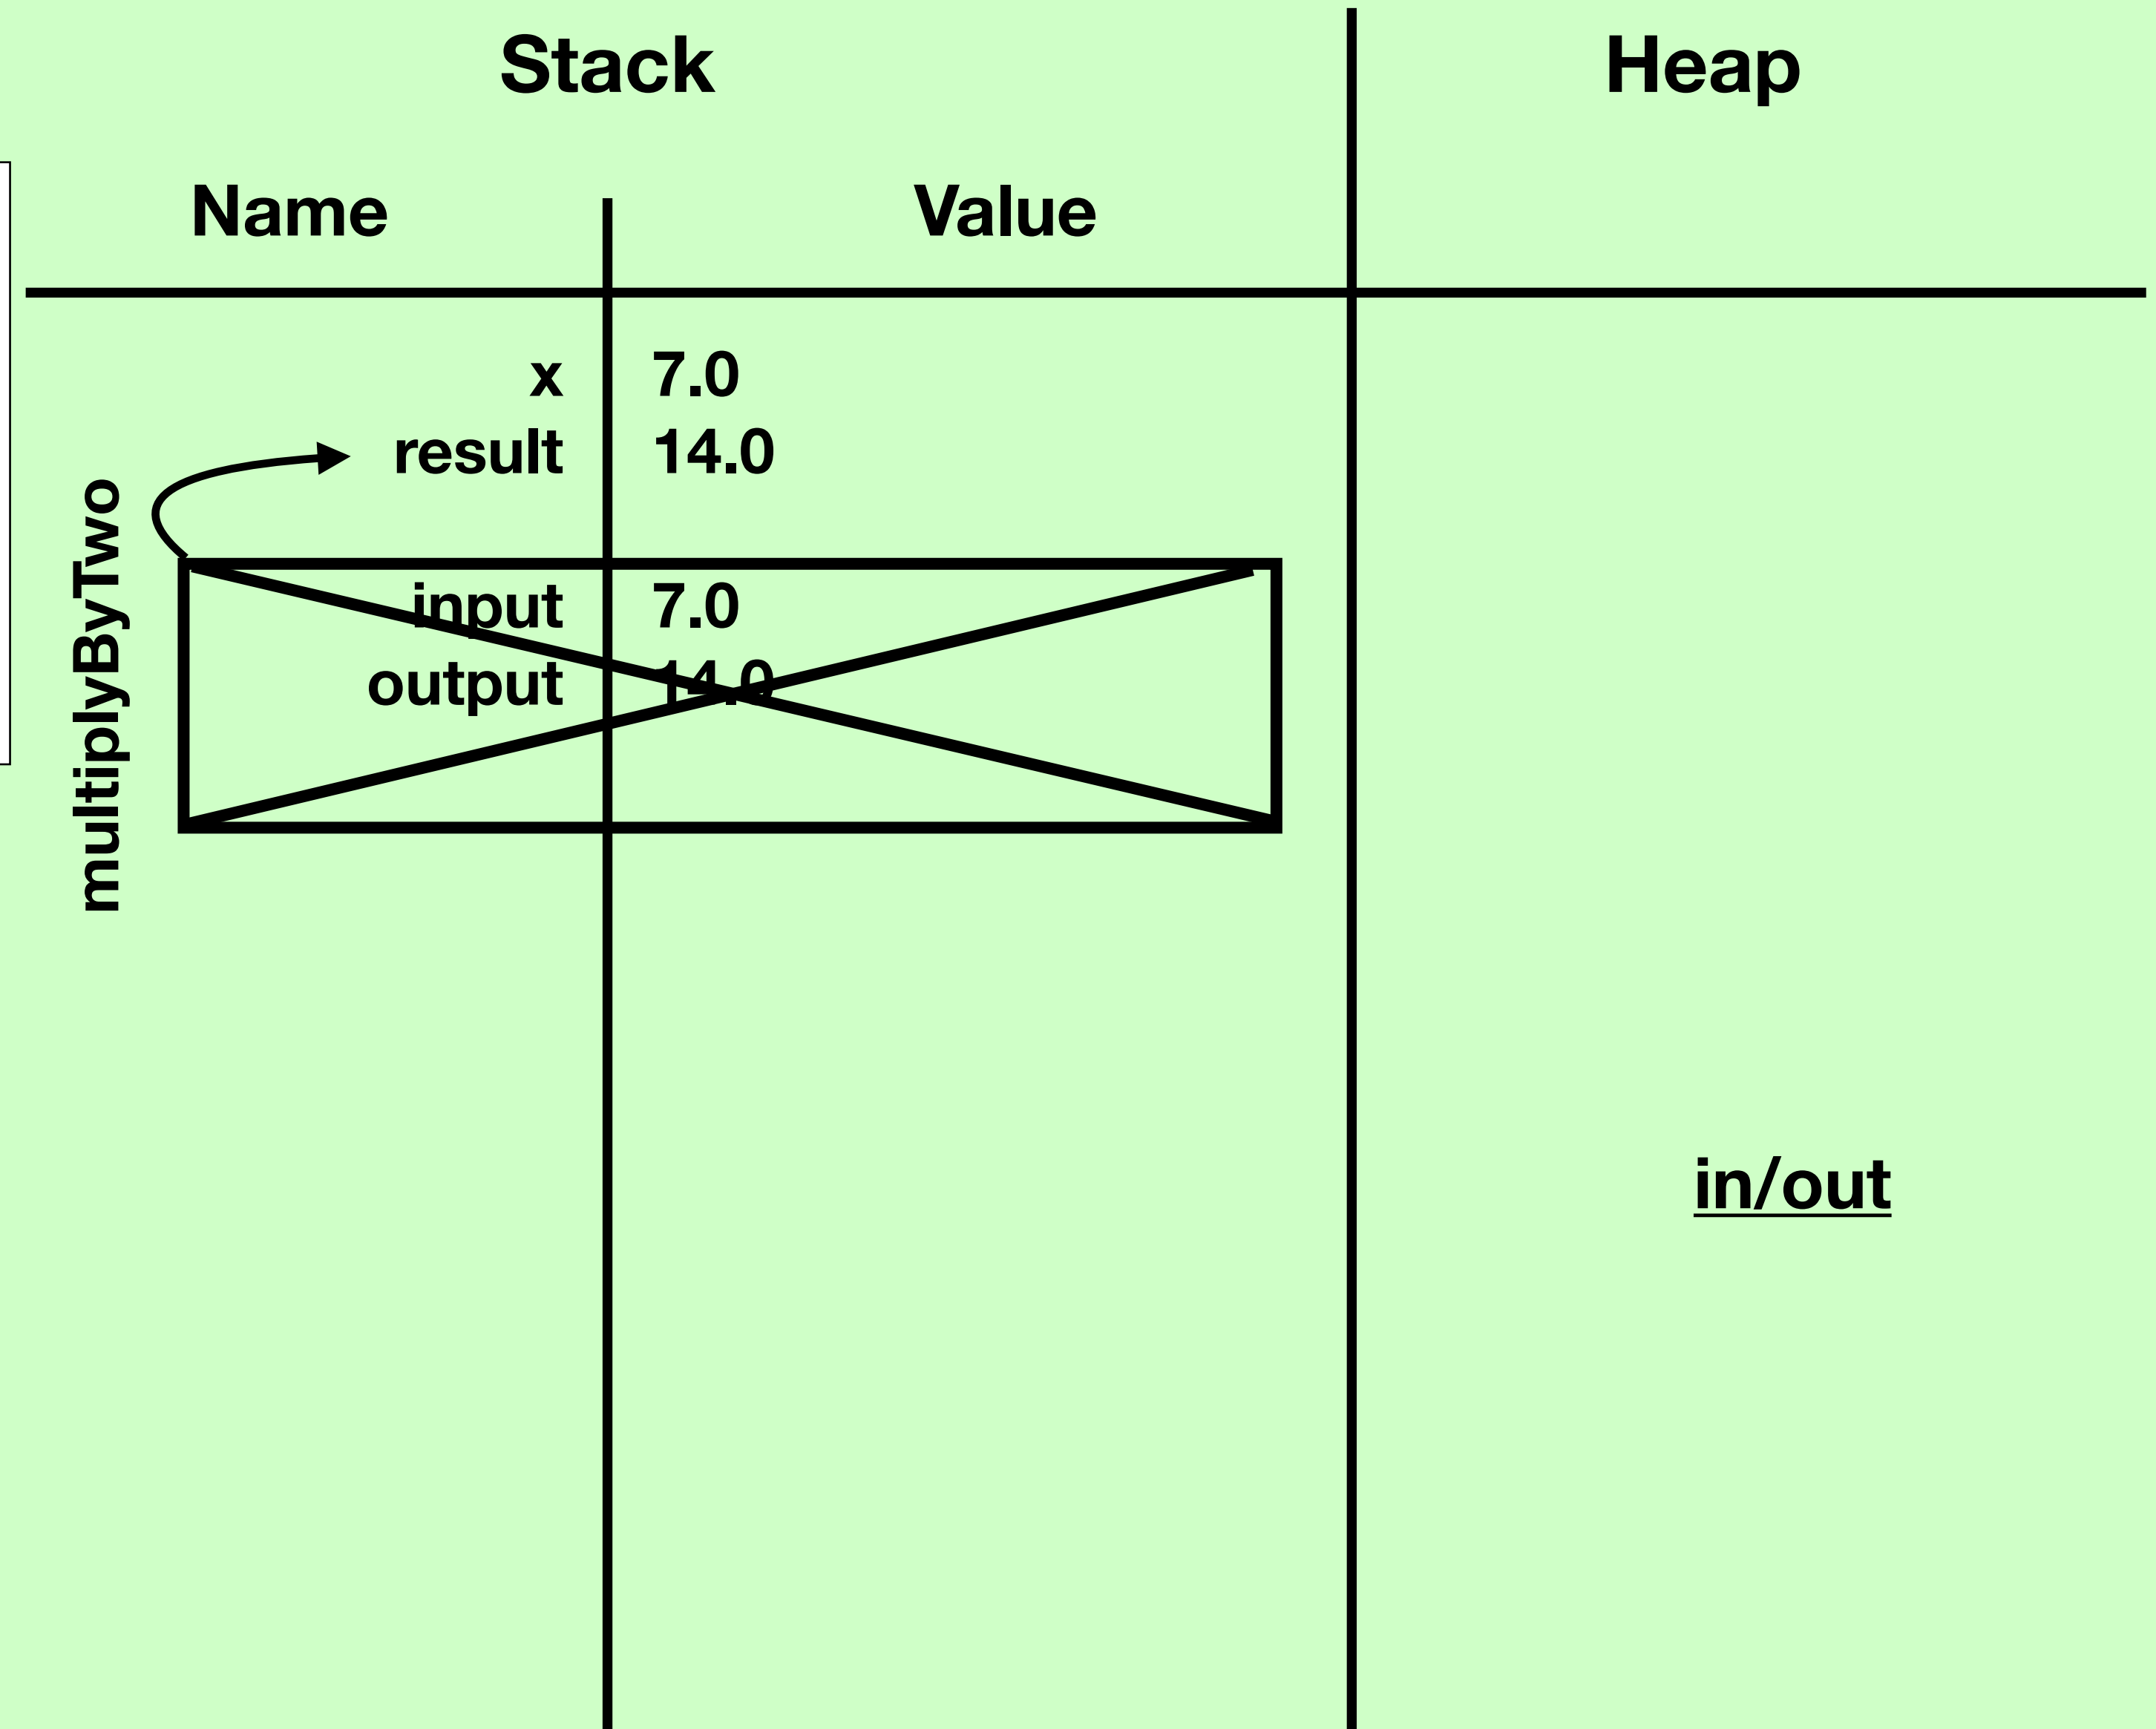 Stack
Heap
Name
Value
x 7.0
result 14.0
multiplyByTwo
input 7.0
output 14.0
in/out